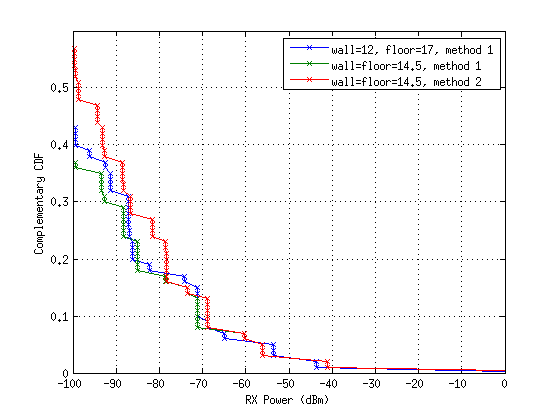 wall=12, floor=17, method 1
wall=floor=14.5, method 1
wall=floor=14.5, method 2
0.5
0.4
0.3
0.2
0.1
0
Complementary CDF
-100 -90 -80 -70 -60 -50 -40 -30 -20 -10 0
RX Power (dBm)